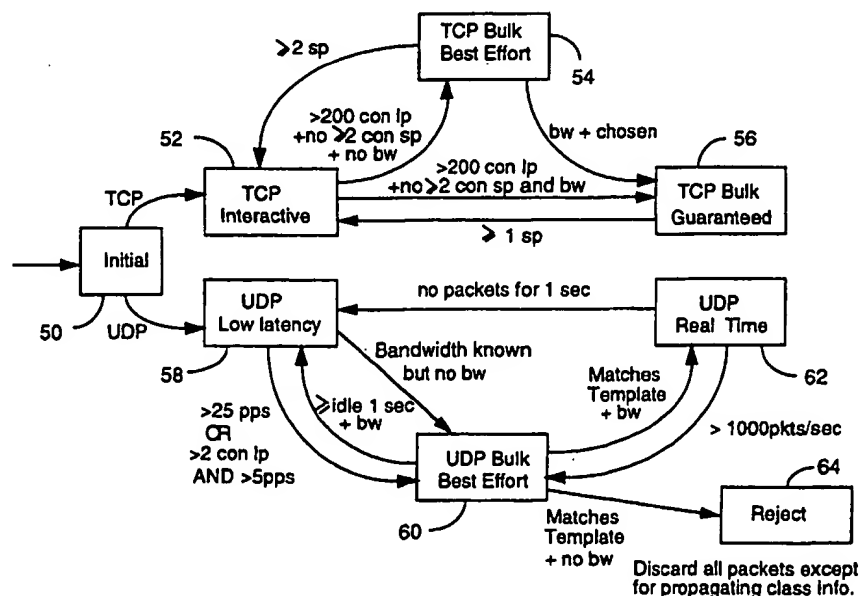 TCP Bulk
Best Effort
54
⩾2 sp
>200 con lp
+no ⩾2 con sp
+ no bw
bw + chosen
52
56
TCP
Interactive
>200 con lp
+no ⩾2 con sp and bw
TCP Bulk
Guaranteed
⩾ 1 sp
TCP
Initial
50
UDP
UDP
Low latency
58
no packets for 1 sec
UDP
Real Time
62
Bandwidth known
but no bw
⩾idle 1 sec
+ bw
>25 pps
OR
>2 con lp
AND >5pps
Matches
Template
+ bw
> 1000pkts/sec
UDP Bulk
Best Effort
60
Matches
Template
+ no bw
64
Reject
Discard all packets except
for propagating class info.